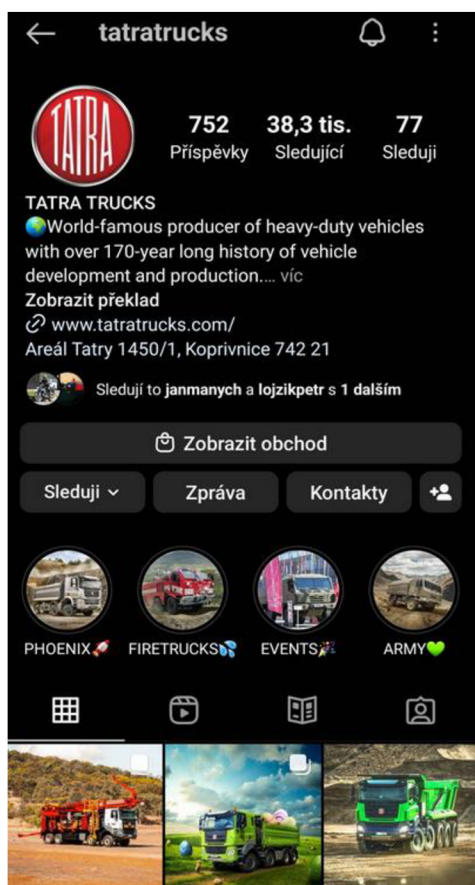 tatratrucks
TATRA
752 38,3 tis. 77
Příspěvky Sledující Sleduji
TATRA TRUCKS
🌍World-famous producer of heavy-duty vehicles
with over 170-year long history of vehicle
development and production.... víc
Zobrazit překlad
www.tatratrucks.com/
Areál Tatry 1450/1, Koprivnice 742 21
Sledují to janmanych a lojzikpetr s 1 dalším
Zobrazit obchod
Sleduji Zpráva Kontakty
PHOENIX🚀 FIRETRUCKS💦 EVENTS🎉 ARMY💚